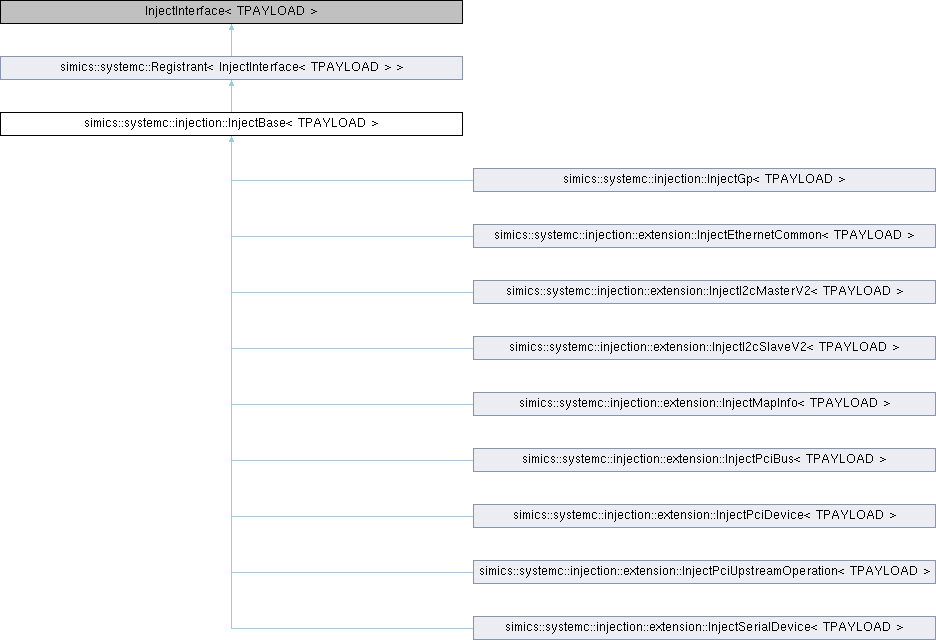 InjectInterface< TPAYLOAD >
simics::systemc::Registrant< InjectInterface< TPAYLOAD > >
simics::systemc::injection::InjectBase< TPAYLOAD >
simics::systemc::injection::InjectGp< TPAYLOAD >
simics::systemc::injection::extension::InjectEthernetCommon< TPAYLOAD >
simics::systemc::injection::extension::InjectI2cMasterV2< TPAYLOAD >
simics::systemc::injection::extension::InjectI2cSlaveV2< TPAYLOAD >
simics::systemc::injection::extension::InjectMapInfo< TPAYLOAD >
simics::systemc::injection::extension::InjectPciBus< TPAYLOAD >
simics::systemc::injection::extension::InjectPciDevice< TPAYLOAD >
simics::systemc::injection::extension::InjectPciUpstreamOperation< TPAYLOAD >
simics::systemc::injection::extension::InjectSerialDevice< TPAYLOAD >